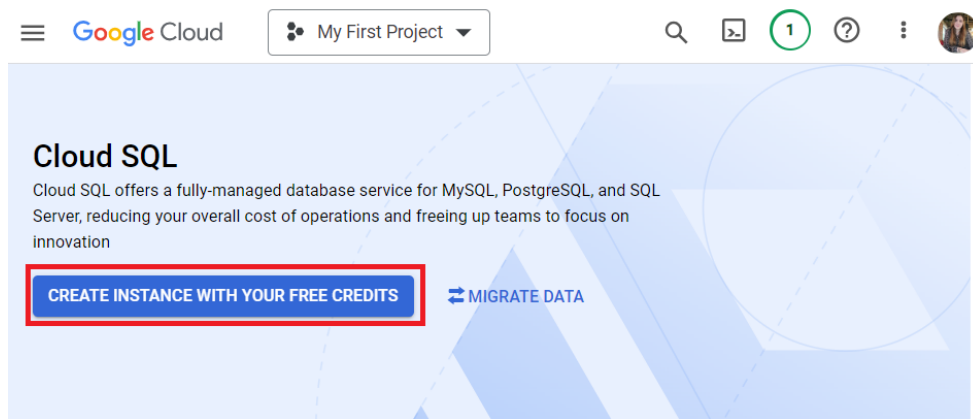 Google Cloud
My First Project
1
Cloud SQL
Cloud SQL offers a fully-managed database service for MySQL, PostgreSQL, and SQL
Server, reducing your overall cost of operations and freeing up teams to focus on
innovation
CREATE INSTANCE WITH YOUR FREE CREDITS
MIGRATE DATA